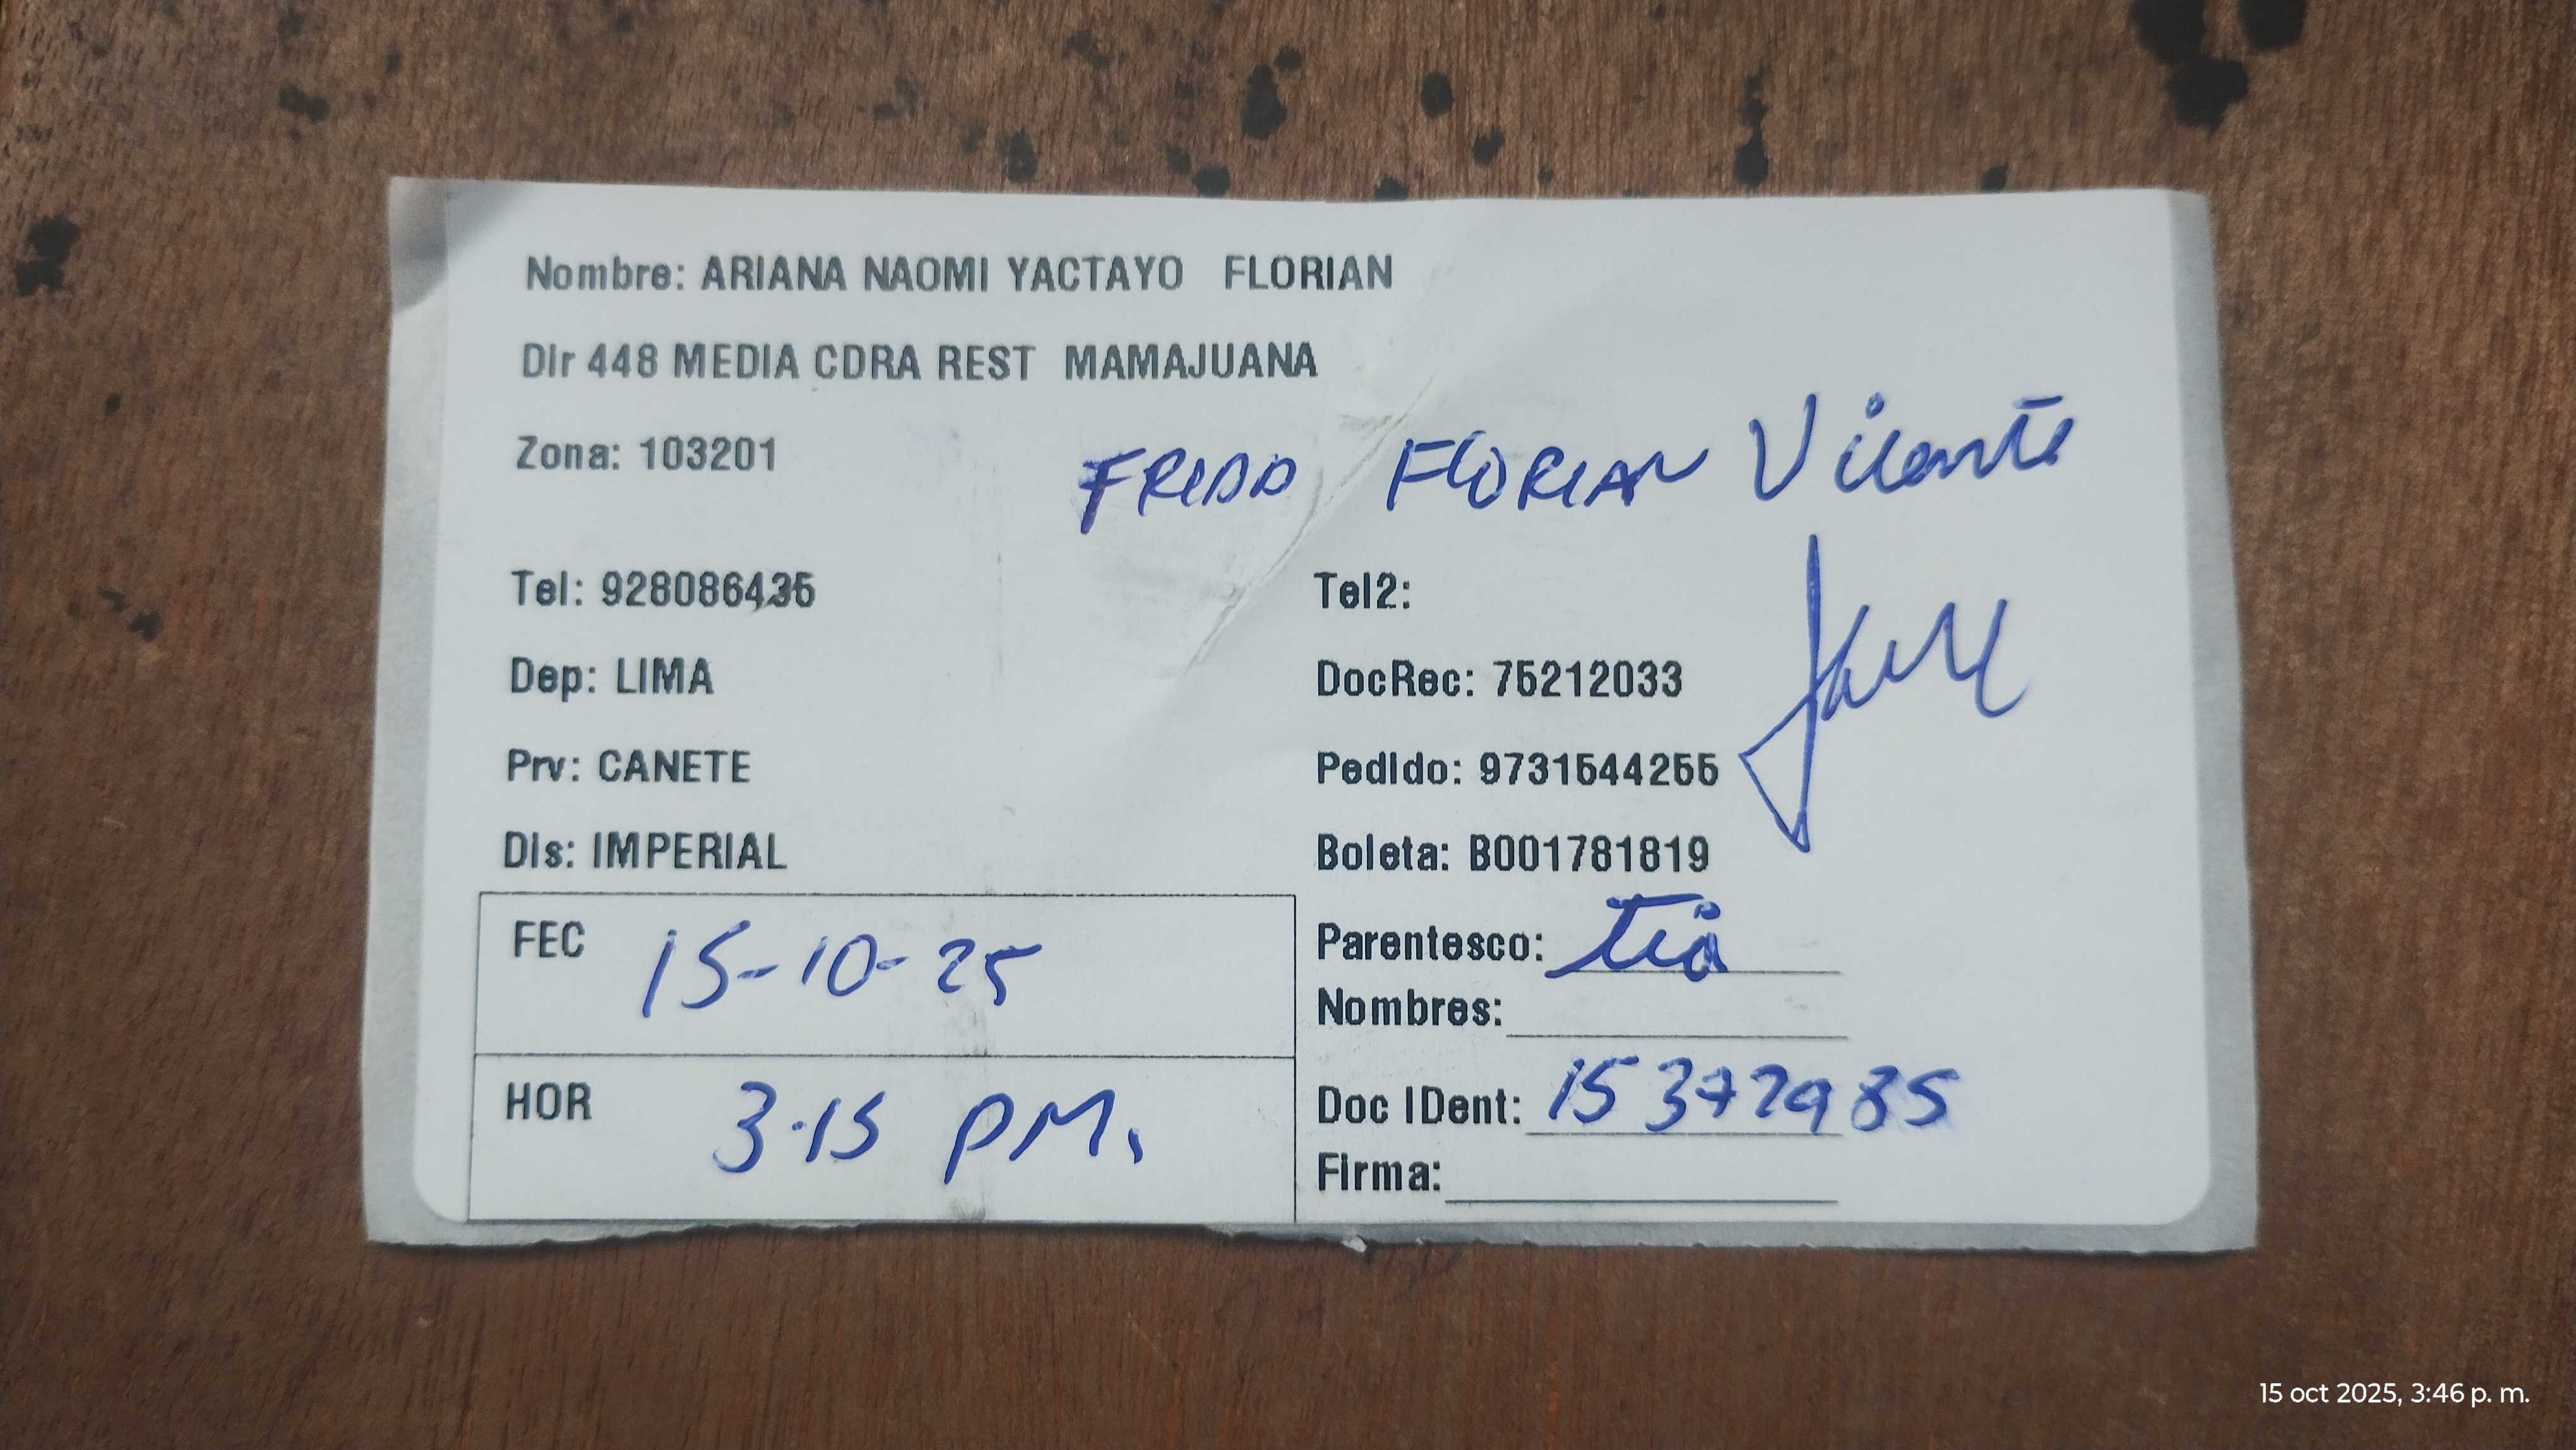 Nombre: ARIANA NAOMI YACTAYO FLORIAN
Dir 448 MEDIA CDRA REST MAMAJUANA
Zona: 103201
FLORIAN Vicente
Tel: 928086435
Tel2:
Dep: LIMA
DocRec: 75212033
Prv: CANETE
Pedido: 9731544255
Dis: IMPERIAL
Boleta: B001781819
FEC 15-10-25
Parentesco: tia
Nombres:
HOR 3.15 PM.
Doc IDent: 15372985
Firma:
15 oct 2025, 3:46 p. m.